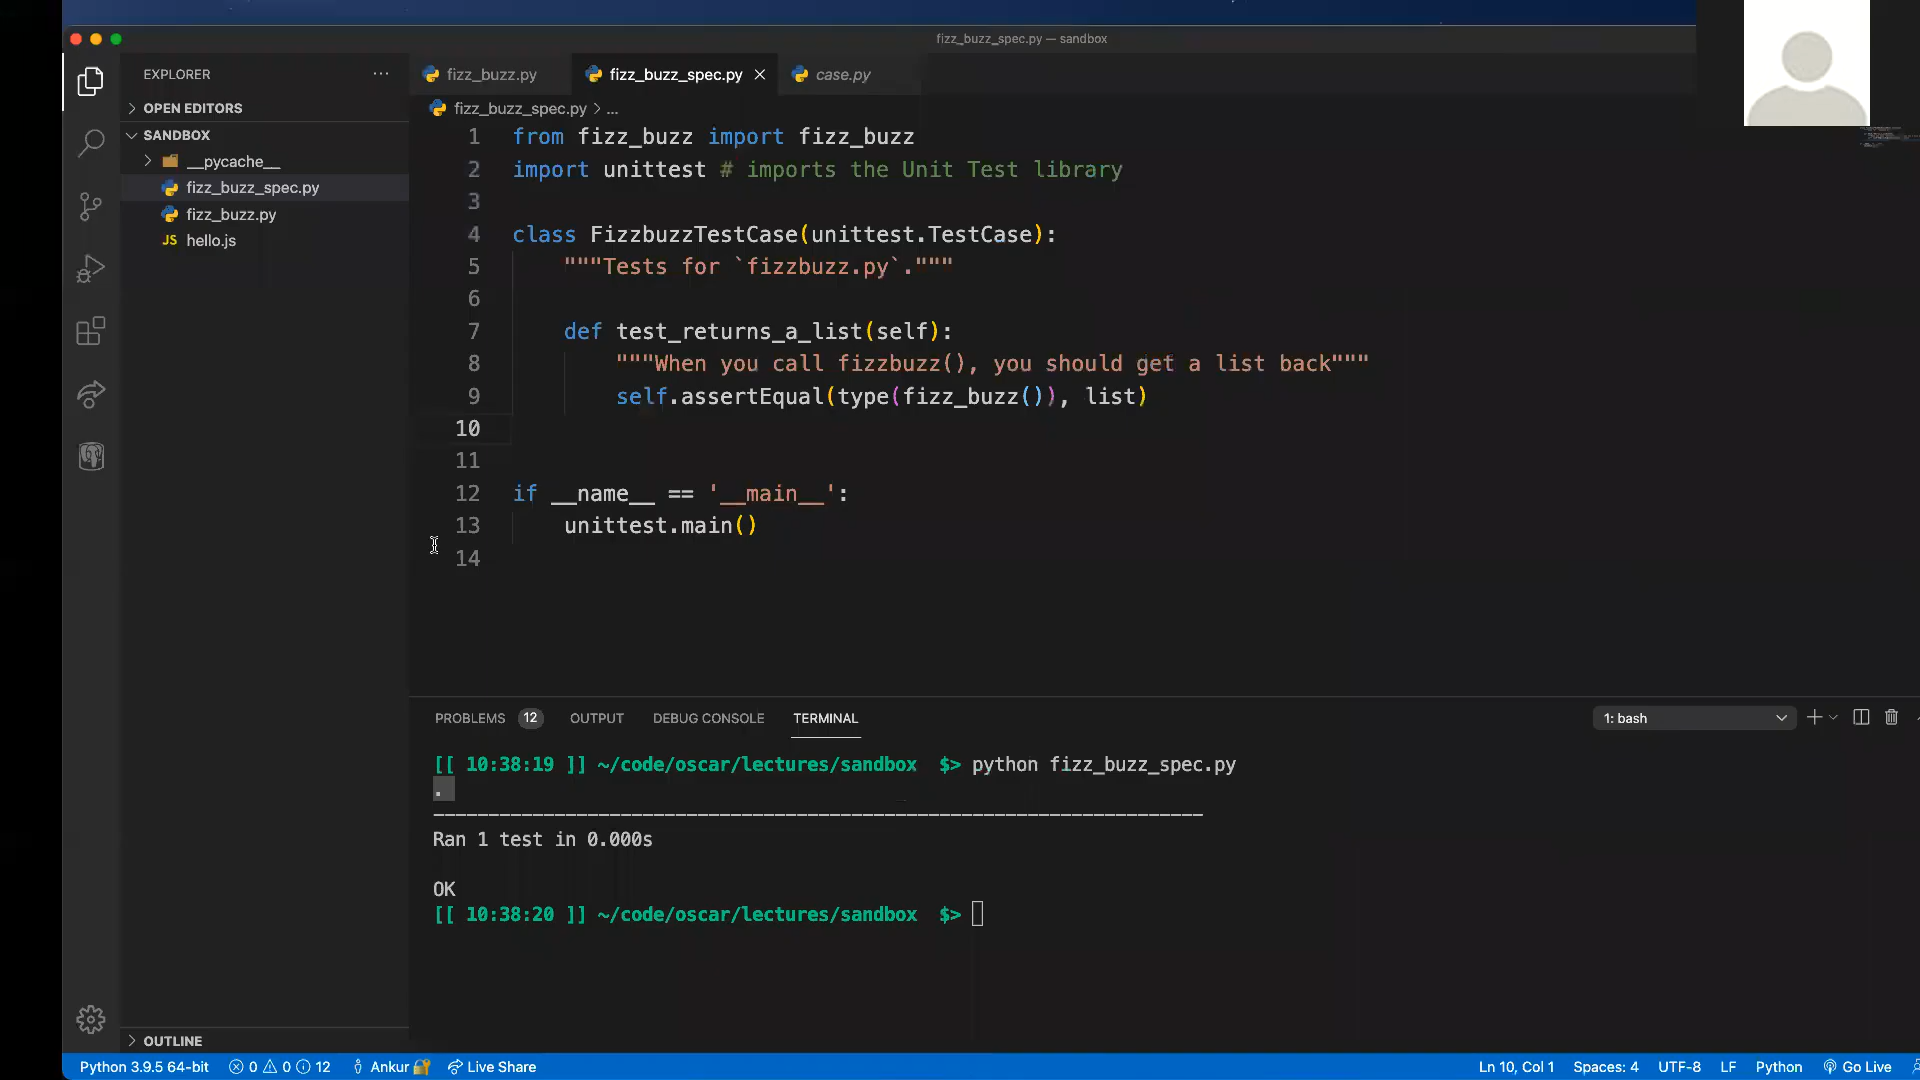 fizz_buzz_spec.py — sandbox
EXPLORER
...
fizz_buzz.py
fizz_buzz_spec.py
case.py
OPEN EDITORS
fizz_buzz_spec.py > ...
SANDBOX
__pycache__
fizz_buzz_spec.py
fizz_buzz.py
JS hello.js
1 from fizz_buzz import fizz_buzz
2 import unittest # imports the Unit Test library
3
4 class FizzbuzzTestCase(unittest.TestCase):
5 """Tests for `fizzbuzz.py`."""
6
7 def test_returns_a_list(self):
8 """When you call fizzbuzz(), you should get a list back"""
9 self.assertEqual(type(fizz_buzz()), list)
10
11
12 if __name__ == '__main__':
13 unittest.main()
14
PROBLEMS 12 OUTPUT DEBUG CONSOLE TERMINAL
1: bash
[[ 10:38:19 ]] ~/code/oscar/lectures/sandbox $> python fizz_buzz_spec.py
.
----------------------------------------------------------------------
Ran 1 test in 0.000s
OK
[[ 10:38:20 ]] ~/code/oscar/lectures/sandbox $>
OUTLINE
Python 3.9.5 64-bit 0 0 12 Ankur Live Share
Ln 10, Col 1 Spaces: 4 UTF-8 LF Python Go Live